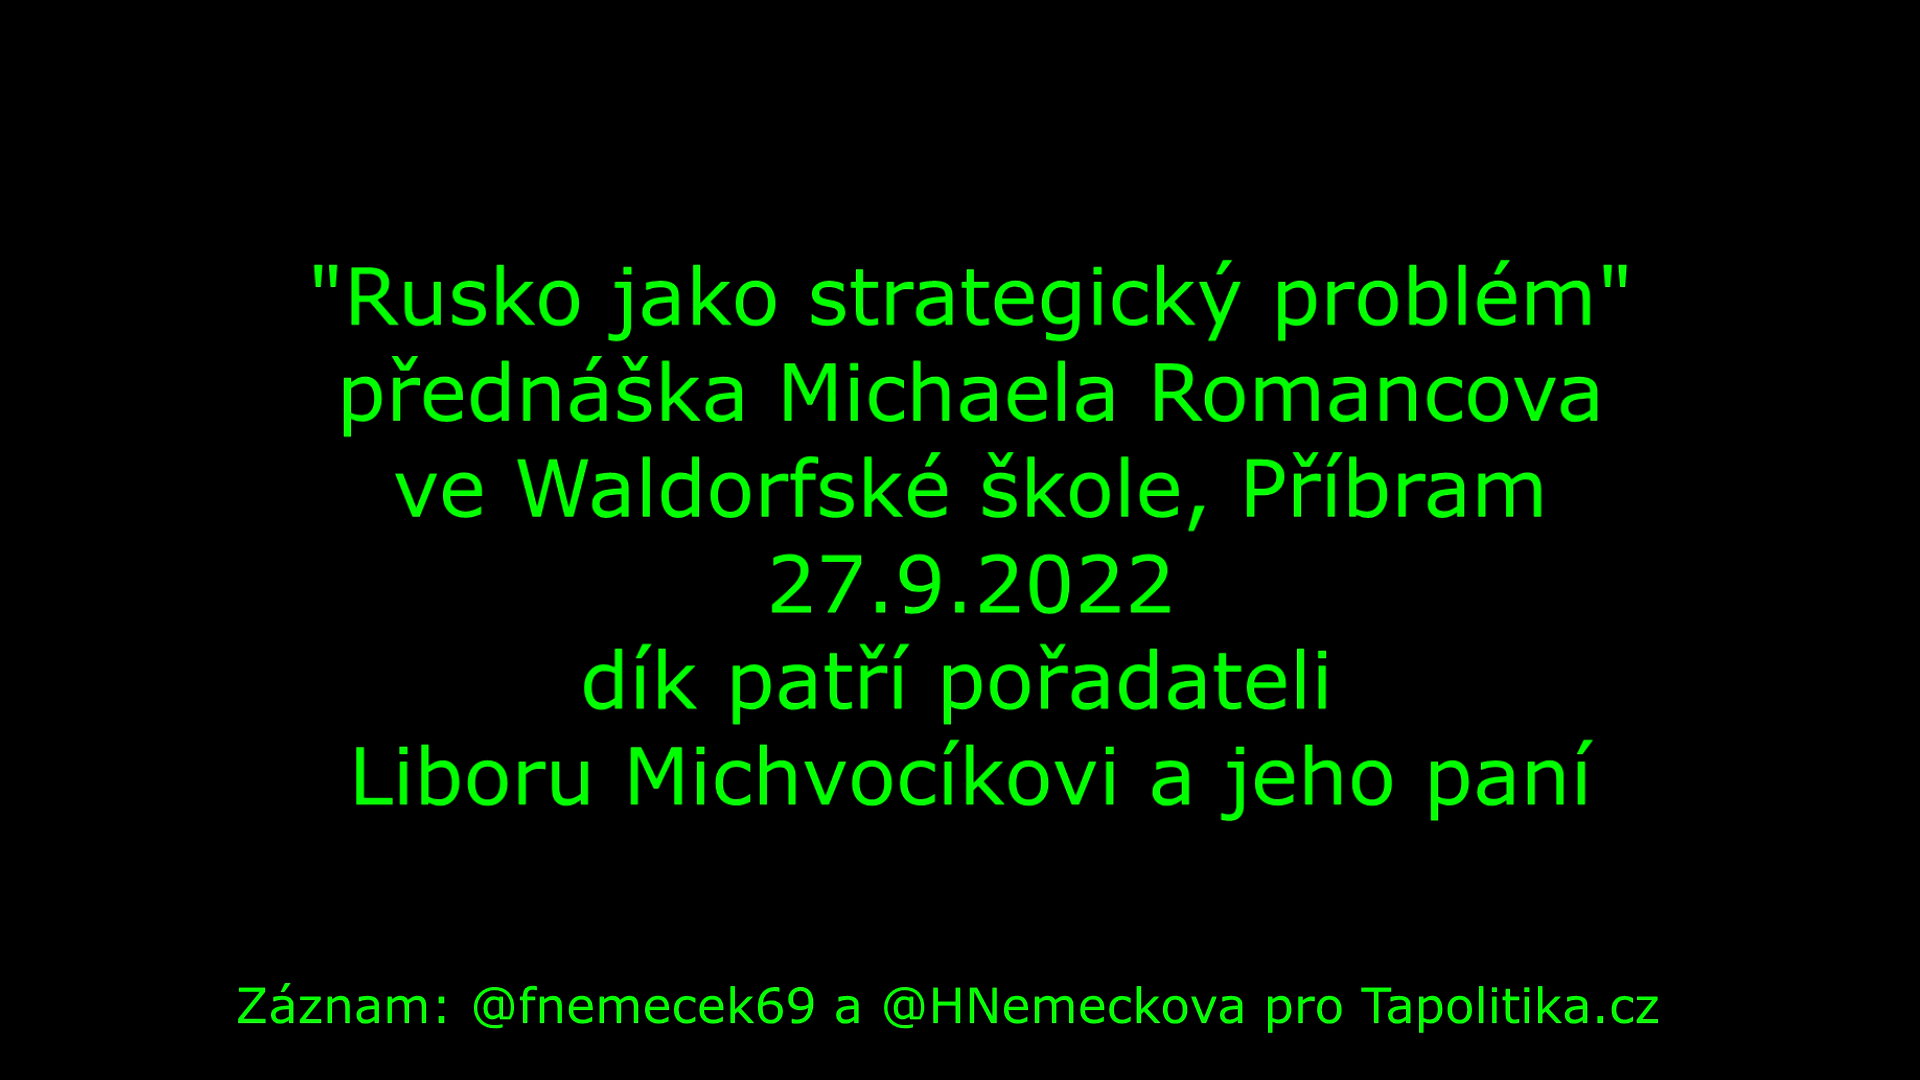 "Rusko jako strategický problém"
přednáška Michaela Romancova
ve Waldorfské škole, Příbram
27.9.2022
dík patří pořadateli
Liboru Michvocíkovi a jeho paní
Záznam: @fnemecek69 a @HNemeckova pro Tapolitika.cz